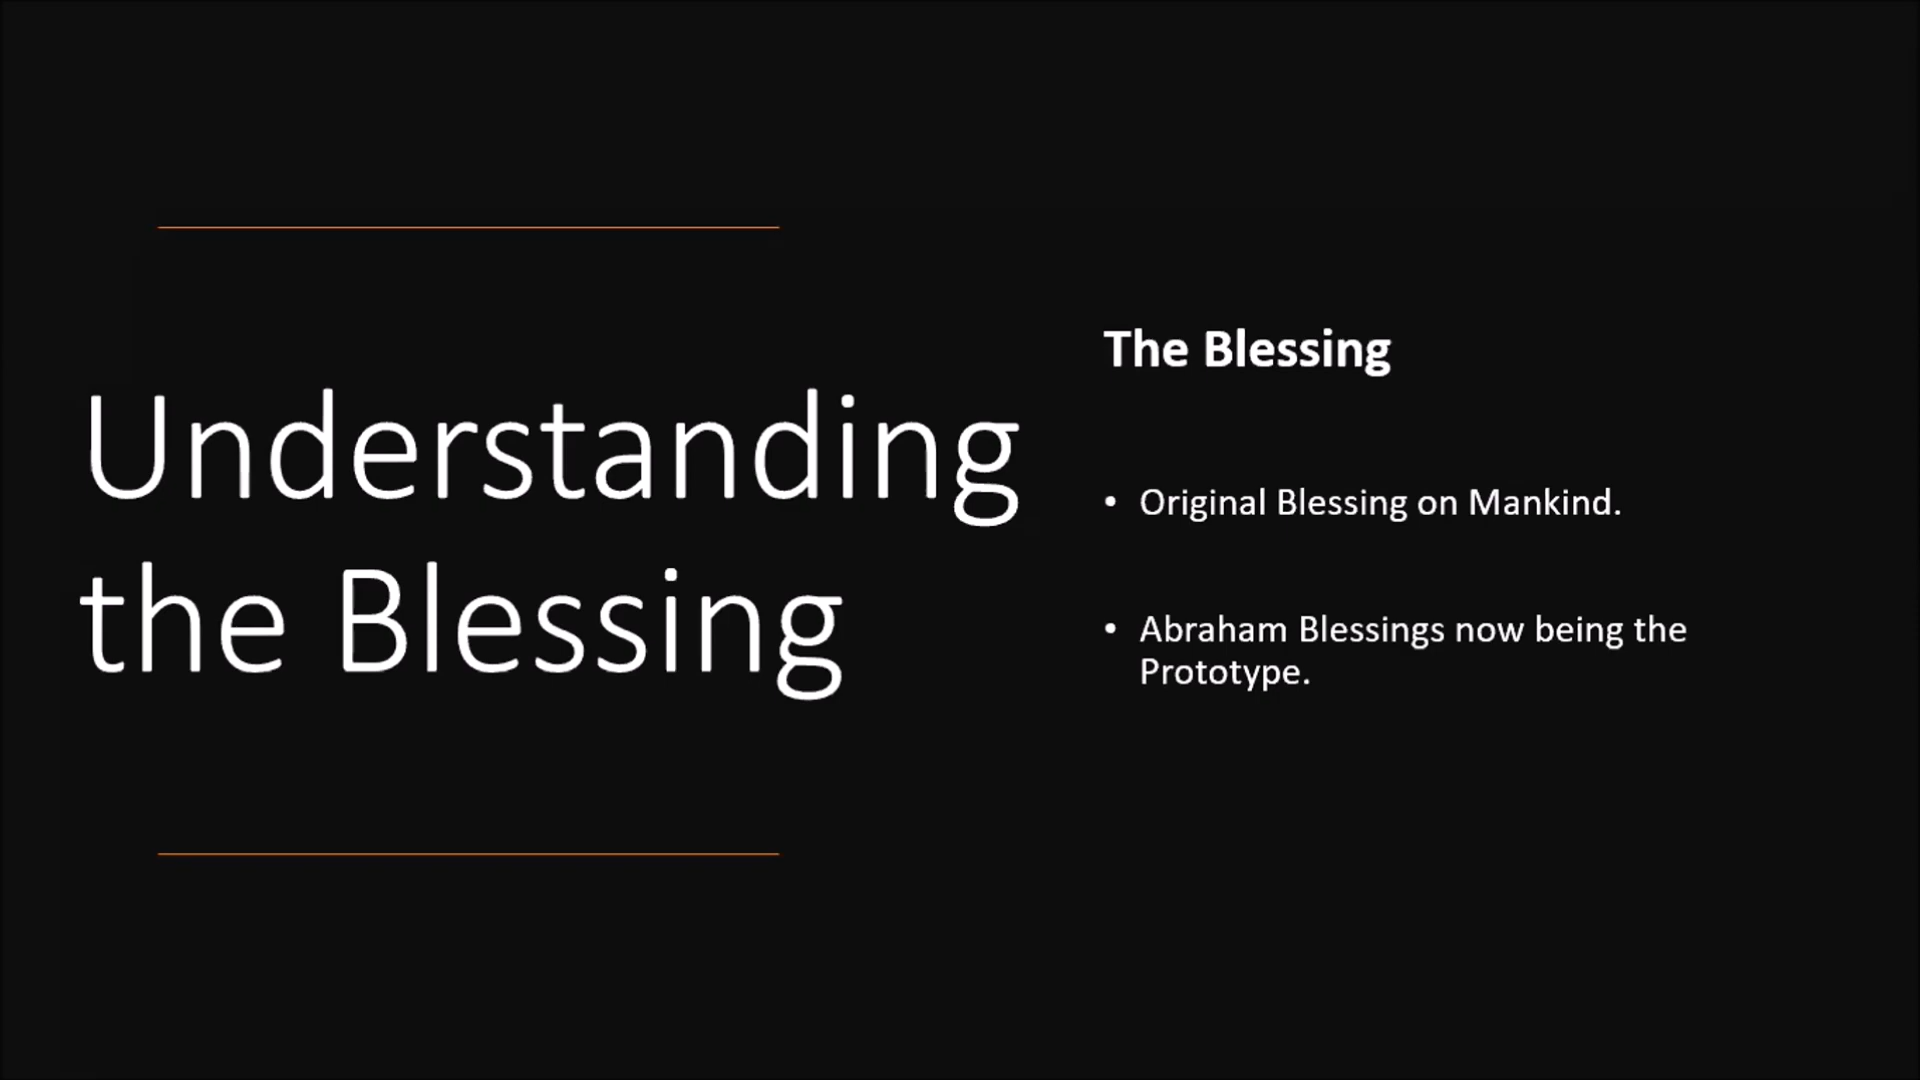 Understanding
the Blessing
The Blessing
• Original Blessing on Mankind.
• Abraham Blessings now being the
Prototype.